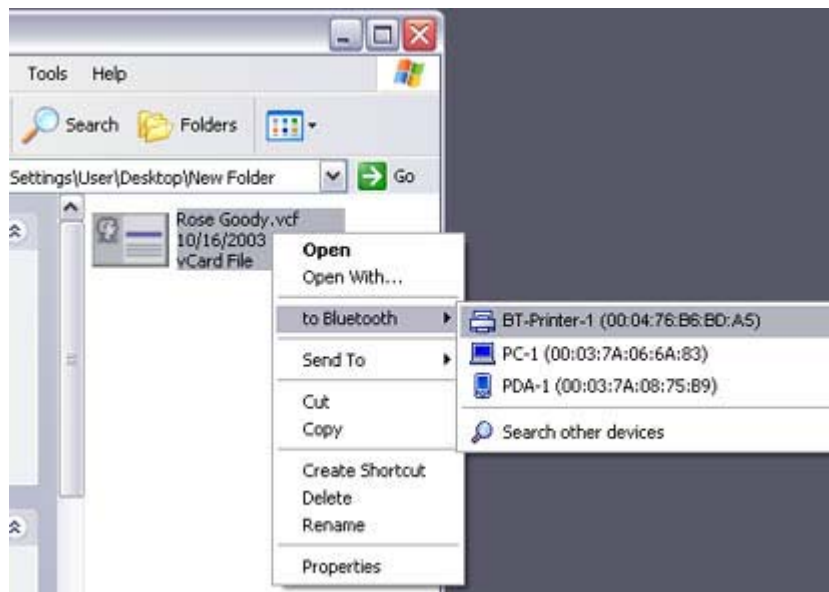 Tools Help
Search Folders
Settings\User\Desktop\New Folder Go
Rose Goody.vcf
10/16/2003
vCard File
Open
Open With...
to Bluetooth
Send To
Cut
Copy
Create Shortcut
Delete
Rename
Properties
BT-Printer-1 (00:04:76:B6:BD:A5)
PC-1 (00:03:7A:06:6A:83)
PDA-1 (00:03:7A:08:75:B9)
Search other devices